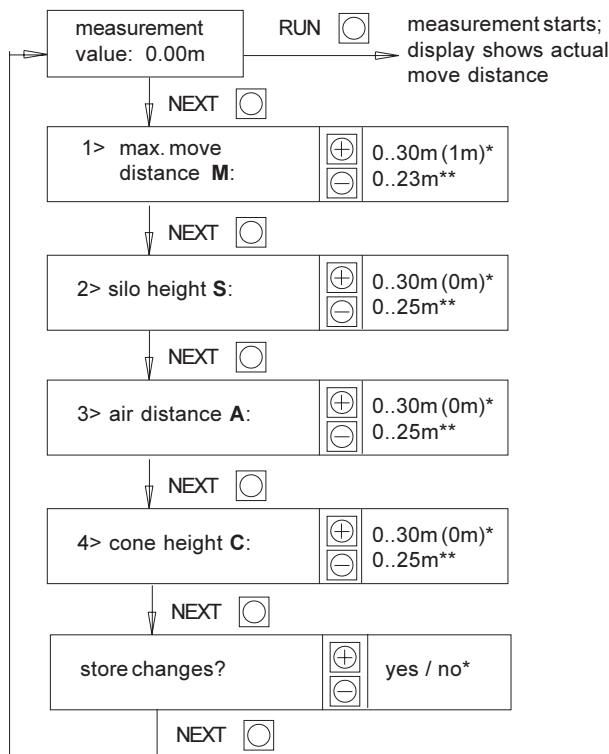 measurement
value: 0.00m
RUN
measurement starts;
display shows actual
move distance
NEXT
1> max. move
distance M:
0..30m (1m)*
0..23m**
NEXT
2> silo height S:
0..30m (0m)*
0..25m**
NEXT
3> air distance A:
0..30m (0m)*
0..25m**
NEXT
4> cone height C:
0..30m (0m)*
0..25m**
NEXT
store changes?
yes / no*
NEXT